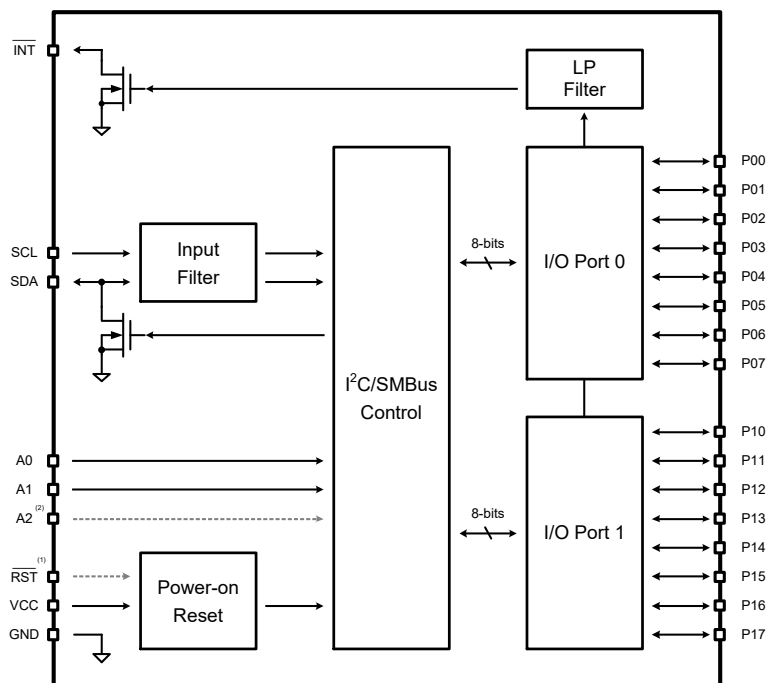 INT
LP
Filter
P00
P01
P02
P03
P04
P05
P06
P07
SCL
SDA
Input
Filter
8-bits
I/O Port 0
I²C/SMBus
Control
A0
A1
A2(2)
RST(1)
VCC
GND
Power-on
Reset
8-bits
I/O Port 1
P10
P11
P12
P13
P14
P15
P16
P17